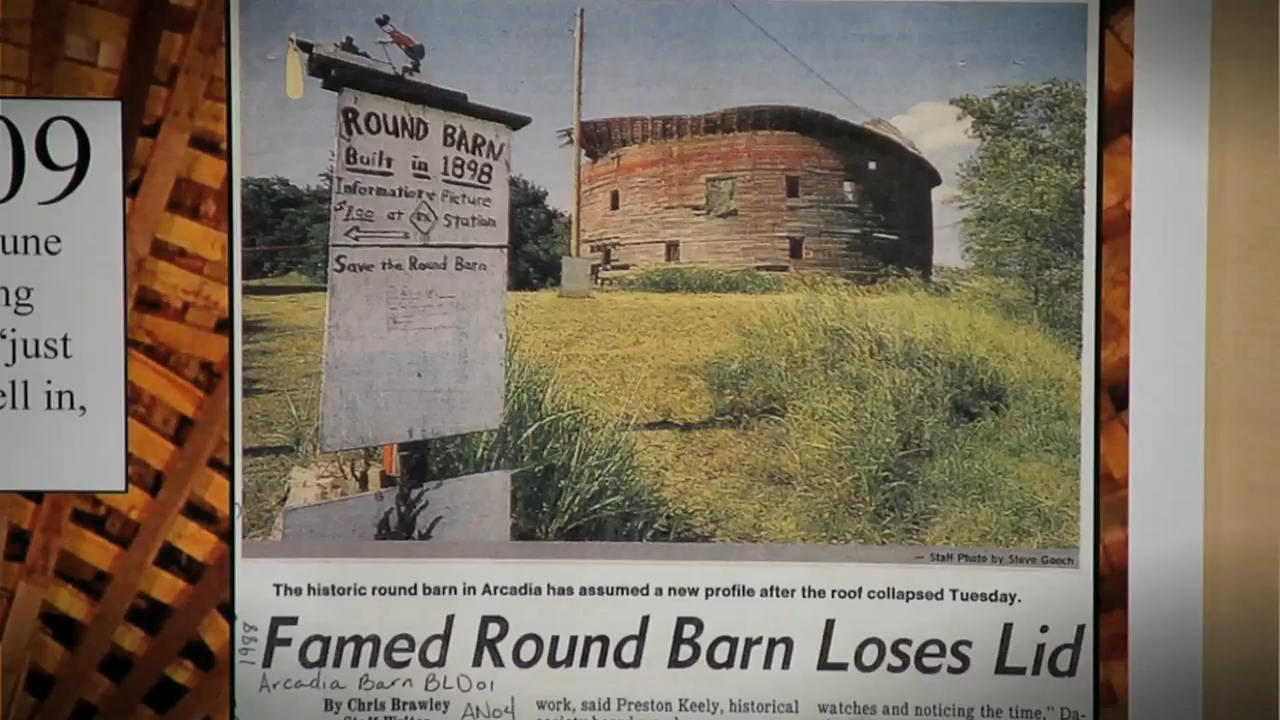 09
une
ng
“just
ell in,
ROUND BARN
Built in 1898
Information & Picture
$1.00 at Station
Save the Round Barn
— Staff Photo by Steve Gooch
The historic round barn in Arcadia has assumed a new profile after the roof collapsed Tuesday.
1988
Famed Round Barn Loses Lid
Arcadia Barn BLD01
By Chris Brawley
AN04
work, said Preston Keely, historical
watches and noticing the time," Da-